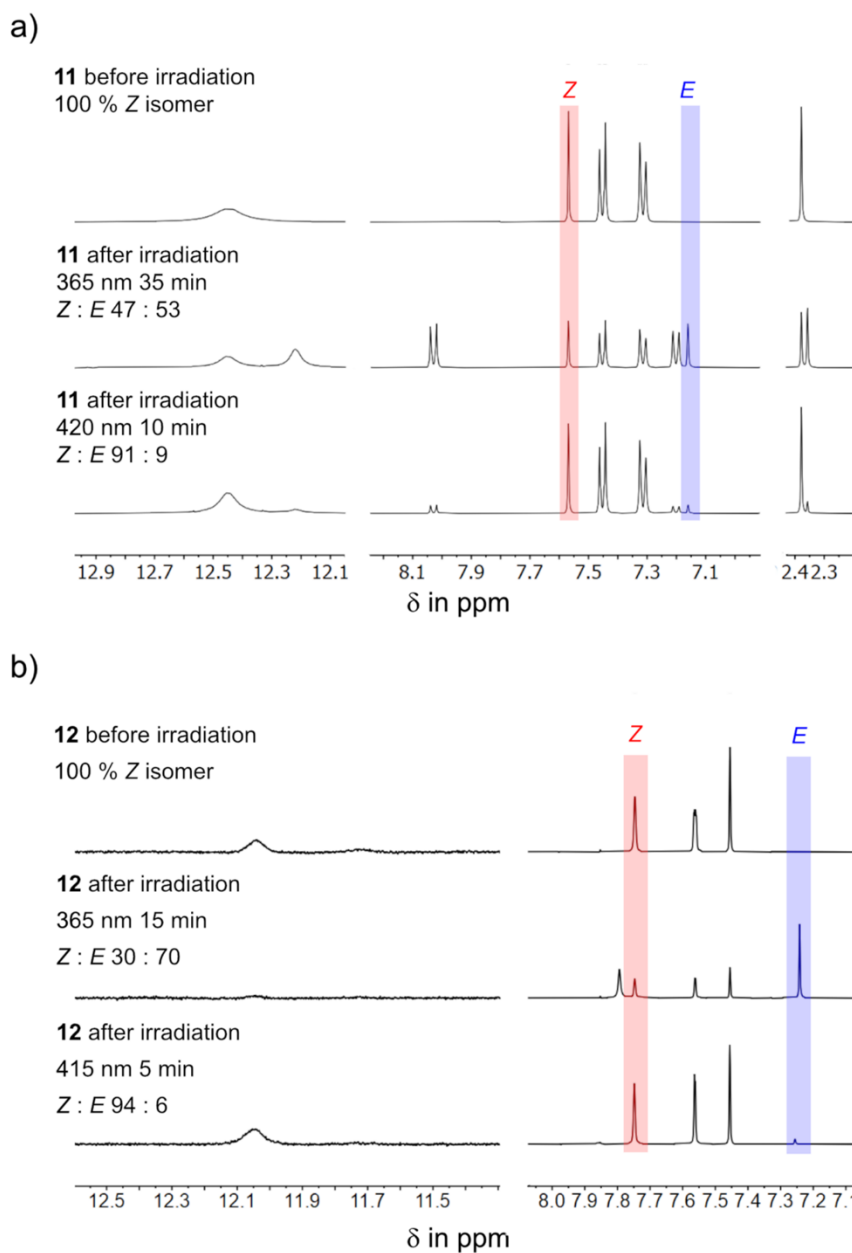 a)
11 before irradiation
100 % Z isomer
Z
E
11 after irradiation
365 nm 35 min
Z : E 47 : 53
11 after irradiation
420 nm 10 min
Z : E 91 : 9
12.9 12.7 12.5 12.3 12.1 8.1 7.9 7.7 7.5 7.3 7.1 2.4 2.3
δ in ppm
b)
12 before irradiation
100 % Z isomer
Z
E
12 after irradiation
365 nm 15 min
Z : E 30 : 70
12 after irradiation
415 nm 5 min
Z : E 94 : 6
12.5 12.3 12.1 11.9 11.7 11.5 8.0 7.9 7.8 7.7 7.6 7.5 7.4 7.3 7.2 7.1
δ in ppm